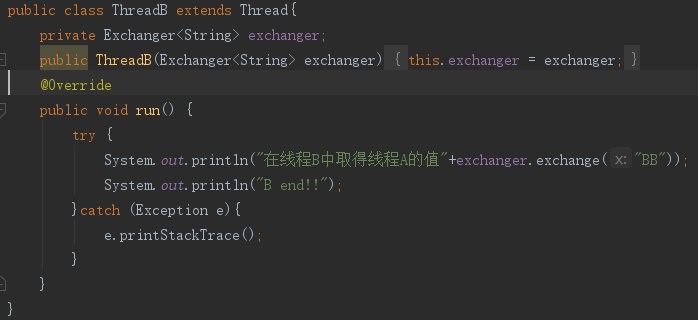 public class ThreadB extends Thread{
    private Exchanger<String> exchanger;
    public ThreadB(Exchanger<String> exchanger) { this.exchanger = exchanger; }
    @Override
    public void run() {
        try {
            System.out.println("在线程B中取得线程A的值"+exchanger.exchange( x: "BB"));
            System.out.println("B end!!");
        }catch (Exception e){
            e.printStackTrace();
        }
    }
}